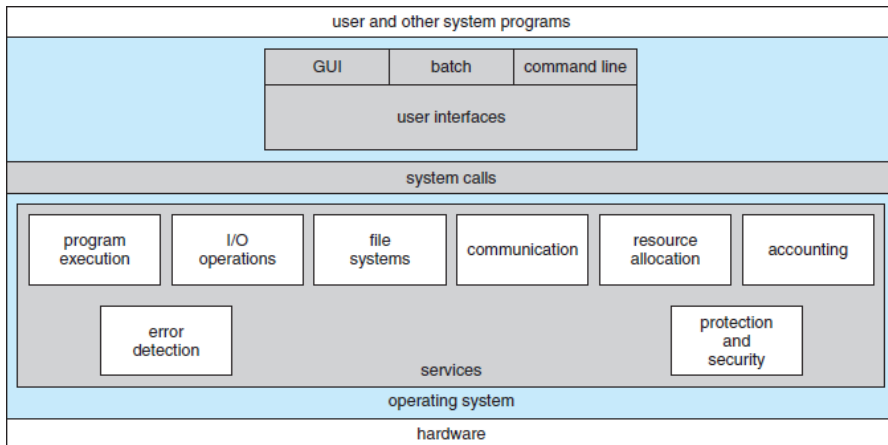 user and other system programs
GUI
batch
command line
user interfaces
system calls
program
execution
I/O
operations
file
systems
communication
resource
allocation
accounting
error
detection
protection
and
security
services
operating system
hardware